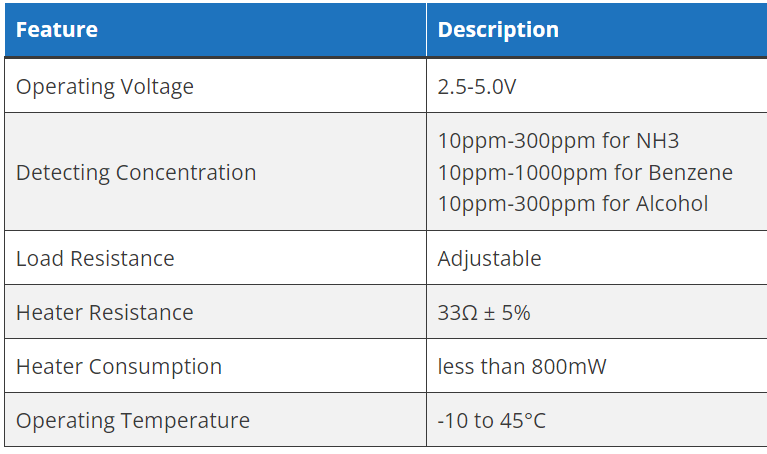 Feature Description
Operating Voltage 2.5-5.0V
Detecting Concentration
10ppm-300ppm for NH3
10ppm-1000ppm for Benzene
10ppm-300ppm for Alcohol
Load Resistance Adjustable
Heater Resistance 33Ω ± 5%
Heater Consumption less than 800mW
Operating Temperature -10 to 45°C